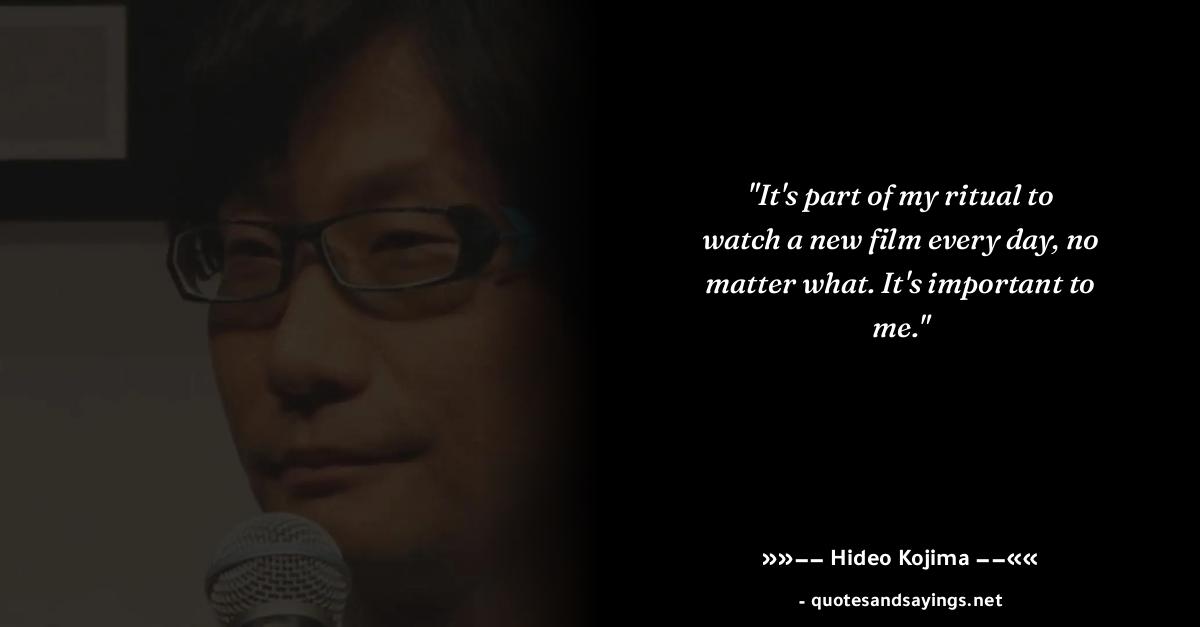 "It's part of my ritual to
watch a new film every day, no
matter what. It's important to
me."
»»—— Hideo Kojima ——««
- quotesandsayings.net